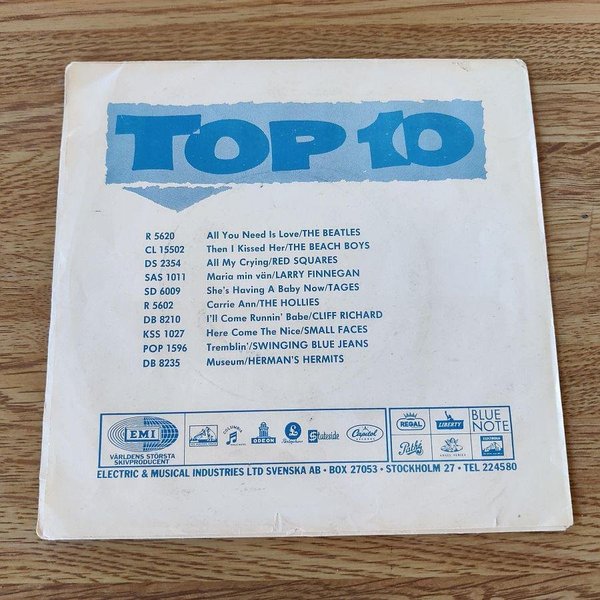 TOP 10
R 5620 All You Need Is Love/THE BEATLES
CL 15502 Then I Kissed Her/THE BEACH BOYS
DS 2354 All My Crying/RED SQUARES
SAS 1011 Maria min vän/LARRY FINNEGAN
SD 6009 She's Having A Baby Now/TAGES
R 5602 Carrie Ann/THE HOLLIES
DB 8210 I'll Come Runnin' Babe/CLIFF RICHARD
KSS 1027 Here Come The Nice/SMALL FACES
POP 1596 Tremblin'/SWINGING BLUE JEANS
DB 8235 Museum/HERMAN'S HERMITS
EMI
VÄRLDENS STÖRSTA
SKIVPRODUCENT
COLUMBIA
ODEON
Parlophone
Stateside
Capitol
REGAL
LIBERTY
BLUE NOTE
Pathé
ANGEL SERIES
ELECTROLA
ELECTRIC & MUSICAL INDUSTRIES LTD SVENSKA AB • BOX 27053 • STOCKHOLM 27 • TEL 224580